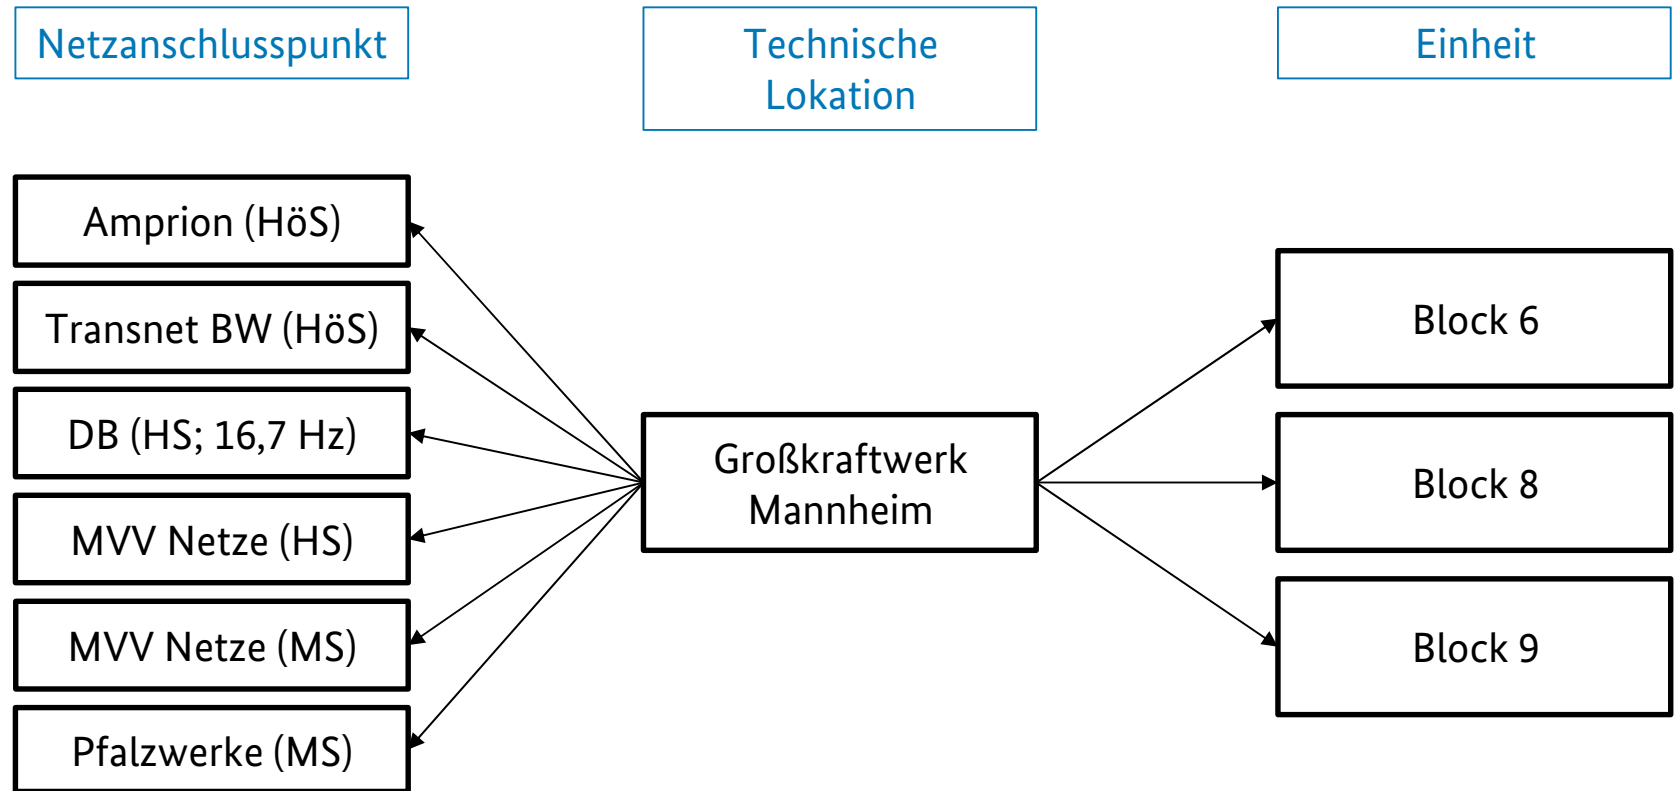 Netzanschlusspunkt
Technische
Lokation
Einheit
Amprion (HöS)
Transnet BW (HöS)
DB (HS; 16,7 Hz)
MVV Netze (HS)
MVV Netze (MS)
Pfalzwerke (MS)
Großkraftwerk
Mannheim
Block 6
Block 8
Block 9